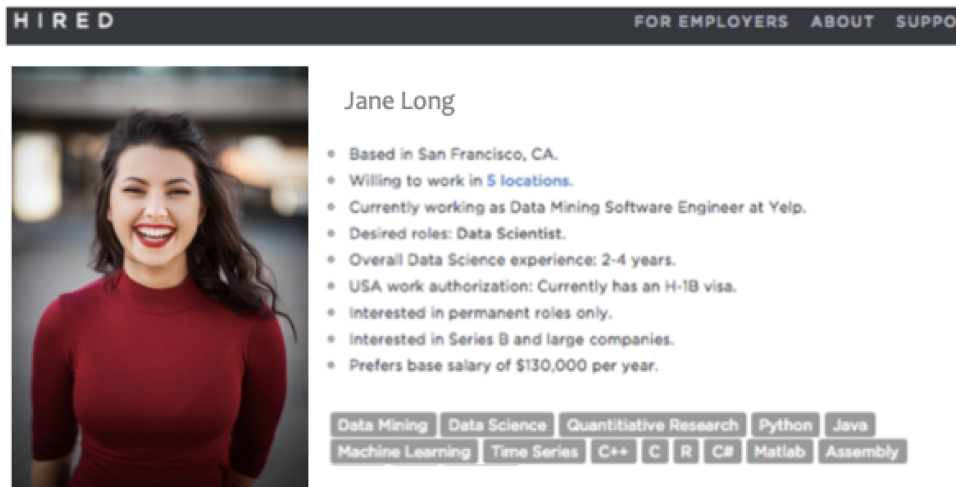 HIRED
FOR EMPLOYERS ABOUT SUPPO
Jane Long
Based in San Francisco, CA.
Willing to work in 5 locations.
Currently working as Data Mining Software Engineer at Yelp.
Desired roles: Data Scientist.
Overall Data Science experience: 2-4 years.
USA work authorization: Currently has an H-1B visa.
Interested in permanent roles only.
Interested in Series B and large companies.
Prefers base salary of $130,000 per year.
Data Mining Data Science Quantitiative Research Python Java
Machine Learning Time Series C++ C R C# Matlab Assembly